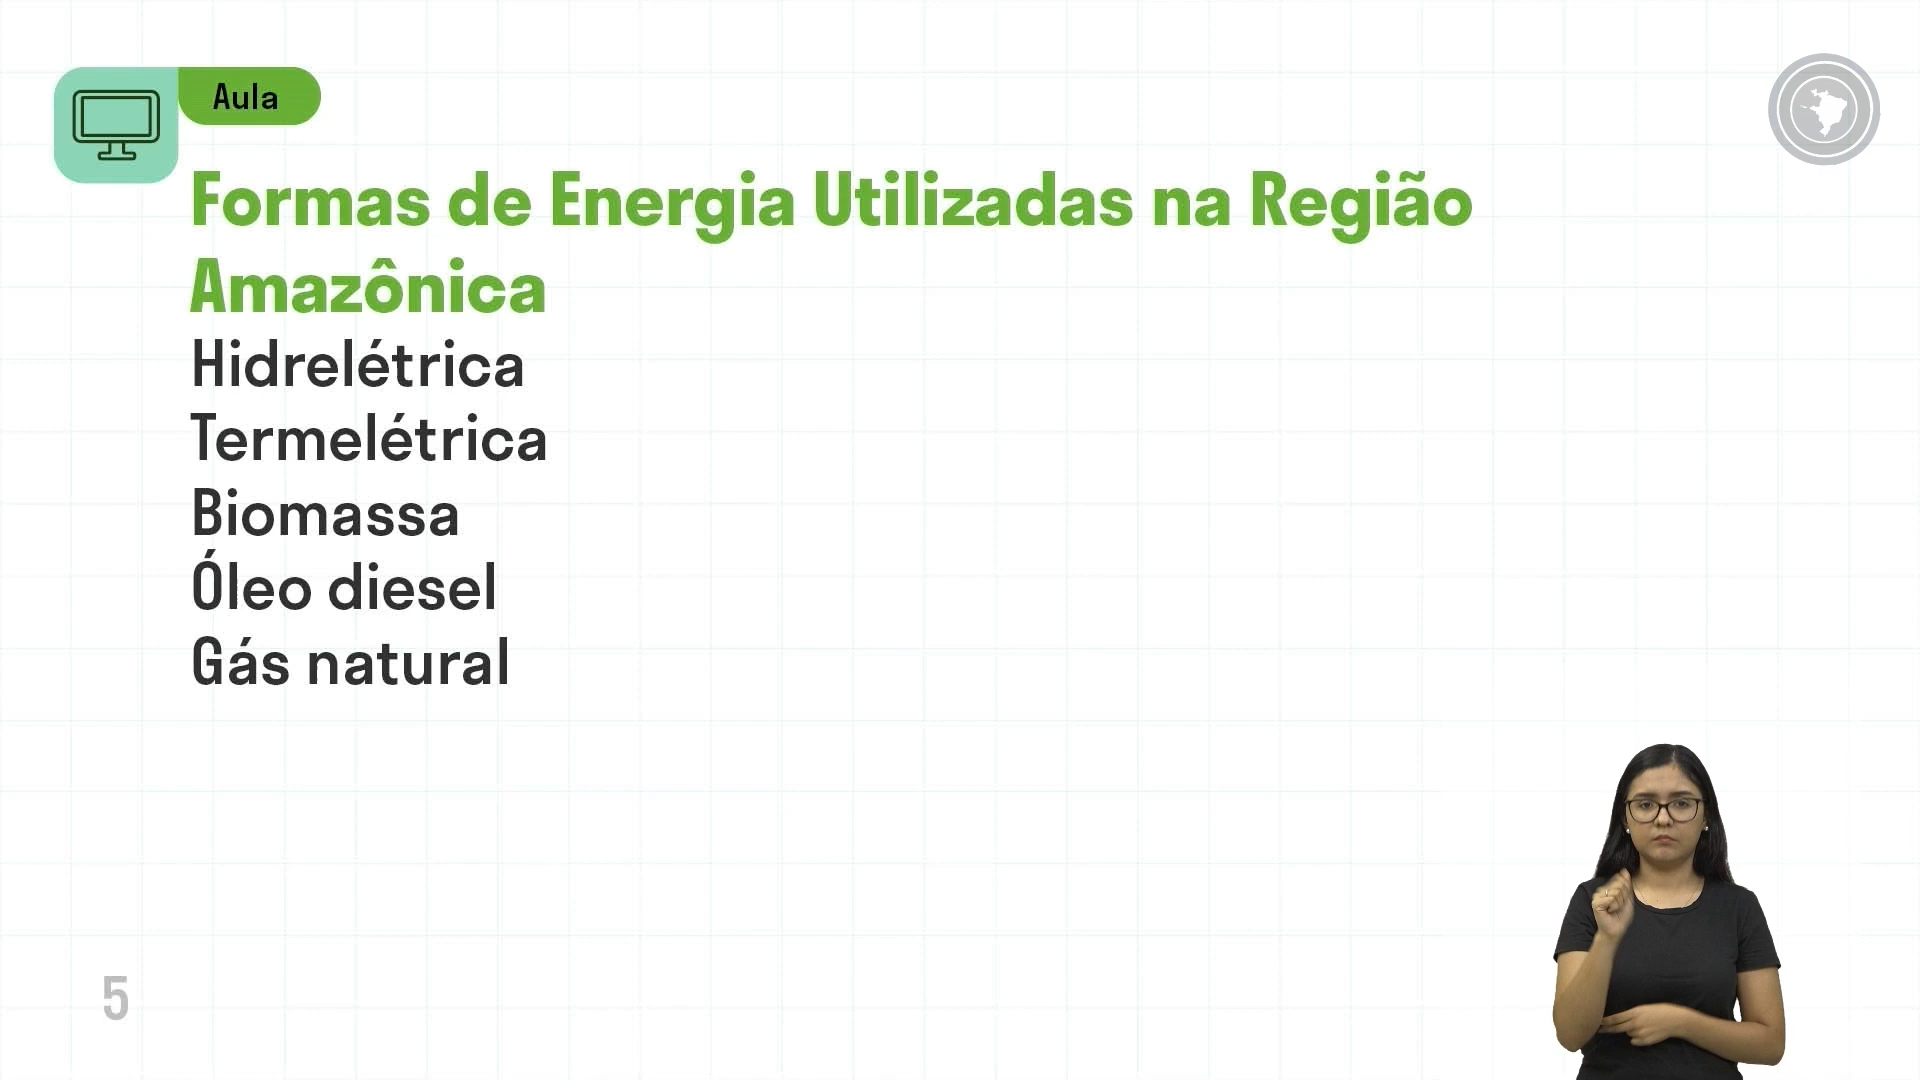 Aula
Formas de Energia Utilizadas na Região
Amazônica
Hidrelétrica
Termelétrica
Biomassa
Óleo diesel
Gás natural
5